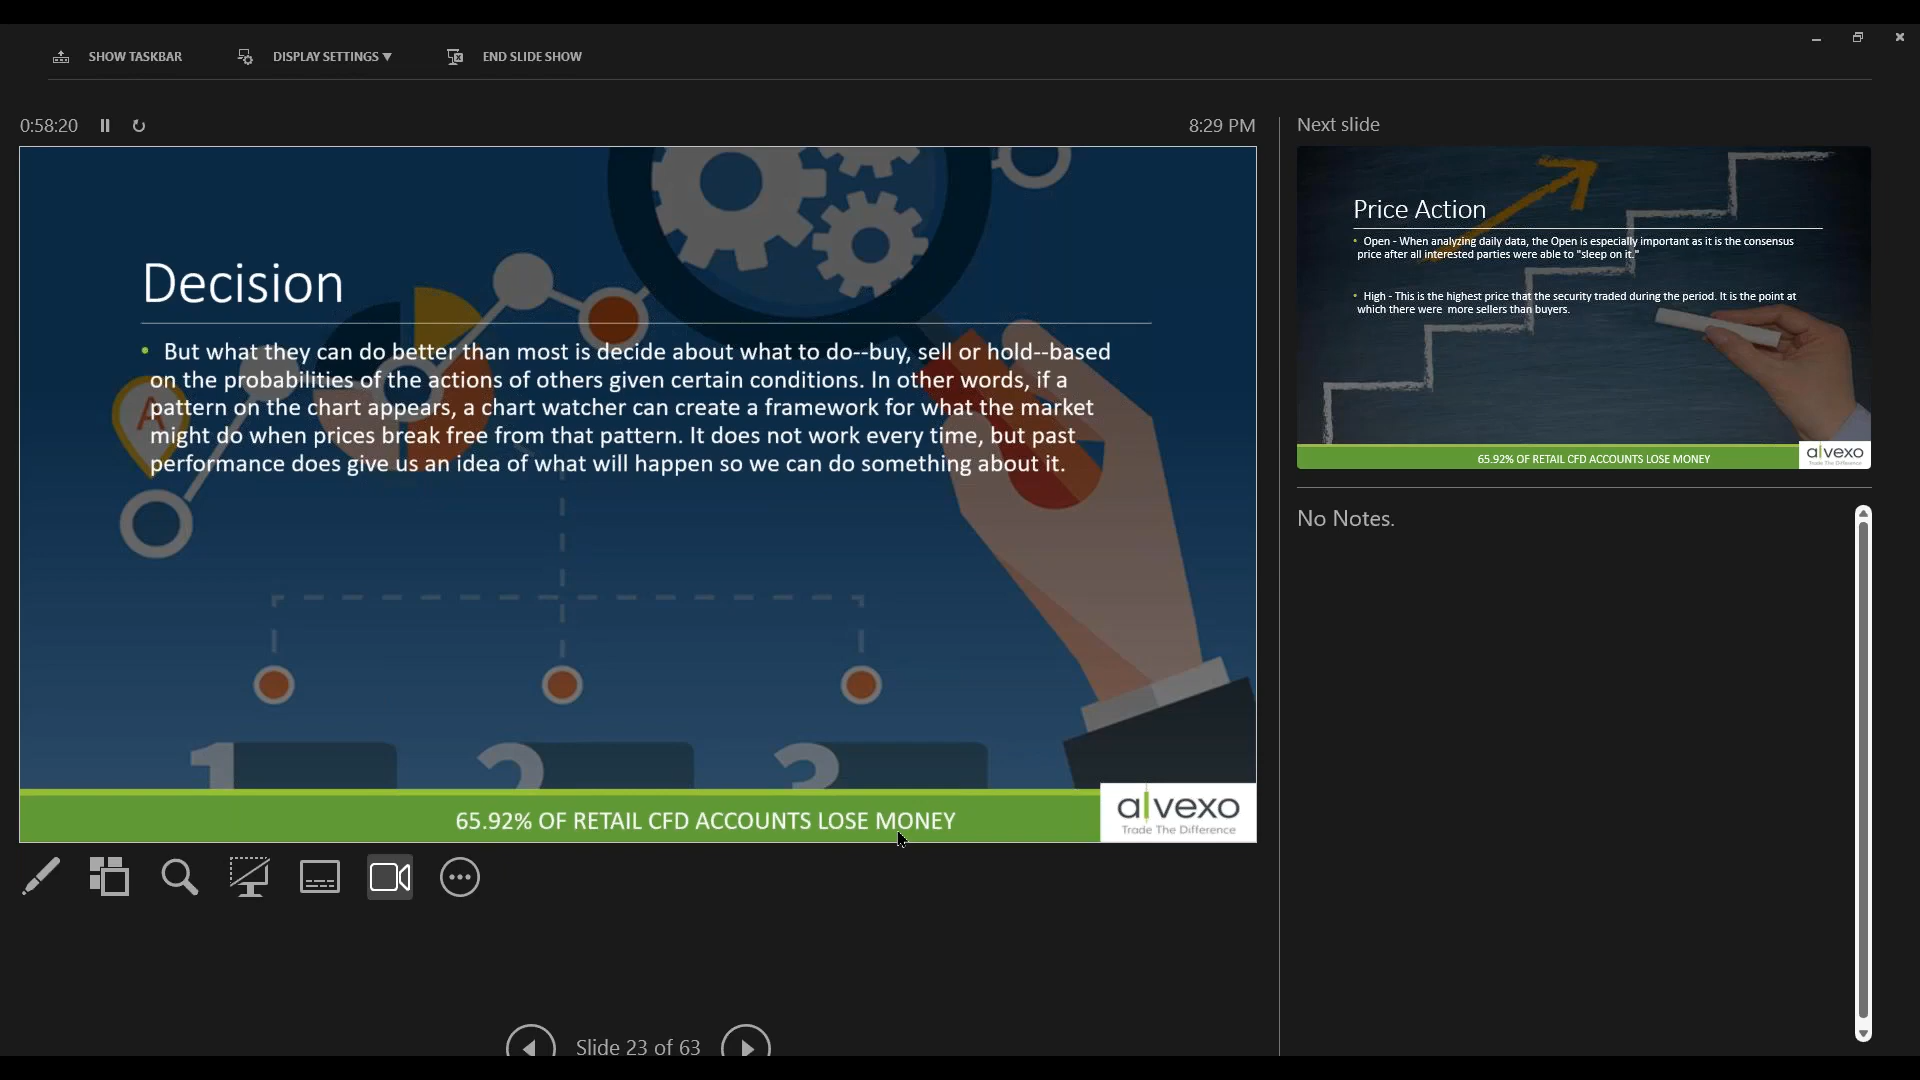 SHOW TASKBAR
DISPLAY SETTINGS ▼
END SLIDE SHOW
0:58:20
8:29 PM
Decision
• But what they can do better than most is decide about what to do--buy, sell or hold--based
on the probabilities of the actions of others given certain conditions. In other words, if a
pattern on the chart appears, a chart watcher can create a framework for what the market
might do when prices break free from that pattern. It does not work every time, but past
performance does give us an idea of what will happen so we can do something about it.
A
1
2
3
65.92% OF RETAIL CFD ACCOUNTS LOSE MONEY
alvexo
Trade The Difference
Slide 23 of 63
Next slide
Price Action
• Open - When analyzing daily data, the Open is especially important as it is the consensus
price after all interested parties were able to "sleep on it."
• High - This is the highest price that the security traded during the period. It is the point at
which there were more sellers than buyers.
65.92% OF RETAIL CFD ACCOUNTS LOSE MONEY
alvexo
Trade The Difference
No Notes.